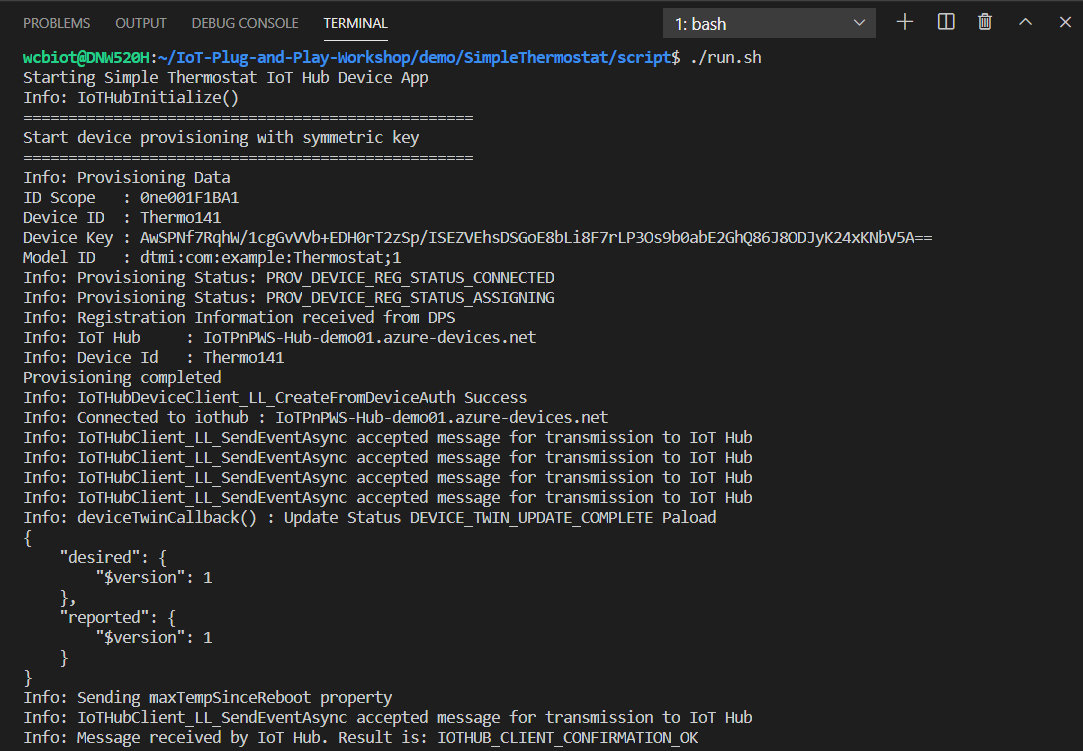 PROBLEMS OUTPUT DEBUG CONSOLE TERMINAL 1: bash
wcbiot@DNW520H:~/IoT-Plug-and-Play-Workshop/demo/SimpleThermostat/script$ ./run.sh
Starting Simple Thermostat IoT Hub Device App
Info: IoTHubInitialize()
==================================================
Start device provisioning with symmetric key
==================================================
Info: Provisioning Data
ID Scope   : 0ne001F1BA1
Device ID  : Thermo141
Device Key : AwSPNf7RqhW/1cgGvVVb+EDH0rT2zSp/ISEZVEhsDSGoE8bLi8F7rLP3Os9b0abE2GhQ86J8ODJyK24xKNbV5A==
Model ID   : dtmi:com:example:Thermostat;1
Info: Provisioning Status: PROV_DEVICE_REG_STATUS_CONNECTED
Info: Provisioning Status: PROV_DEVICE_REG_STATUS_ASSIGNING
Info: Registration Information received from DPS
Info: IoT Hub     : IoTPnPWS-Hub-demo01.azure-devices.net
Info: Device Id   : Thermo141
Provisioning completed
Info: IoTHubDeviceClient_LL_CreateFromDeviceAuth Success
Info: Connected to iothub : IoTPnPWS-Hub-demo01.azure-devices.net
Info: IoTHubClient_LL_SendEventAsync accepted message for transmission to IoT Hub
Info: IoTHubClient_LL_SendEventAsync accepted message for transmission to IoT Hub
Info: IoTHubClient_LL_SendEventAsync accepted message for transmission to IoT Hub
Info: IoTHubClient_LL_SendEventAsync accepted message for transmission to IoT Hub
Info: deviceTwinCallback() : Update Status DEVICE_TWIN_UPDATE_COMPLETE Paload
{
    "desired": {
        "$version": 1
    },
    "reported": {
        "$version": 1
    }
}
Info: Sending maxTempSinceReboot property
Info: IoTHubClient_LL_SendEventAsync accepted message for transmission to IoT Hub
Info: Message received by IoT Hub. Result is: IOTHUB_CLIENT_CONFIRMATION_OK